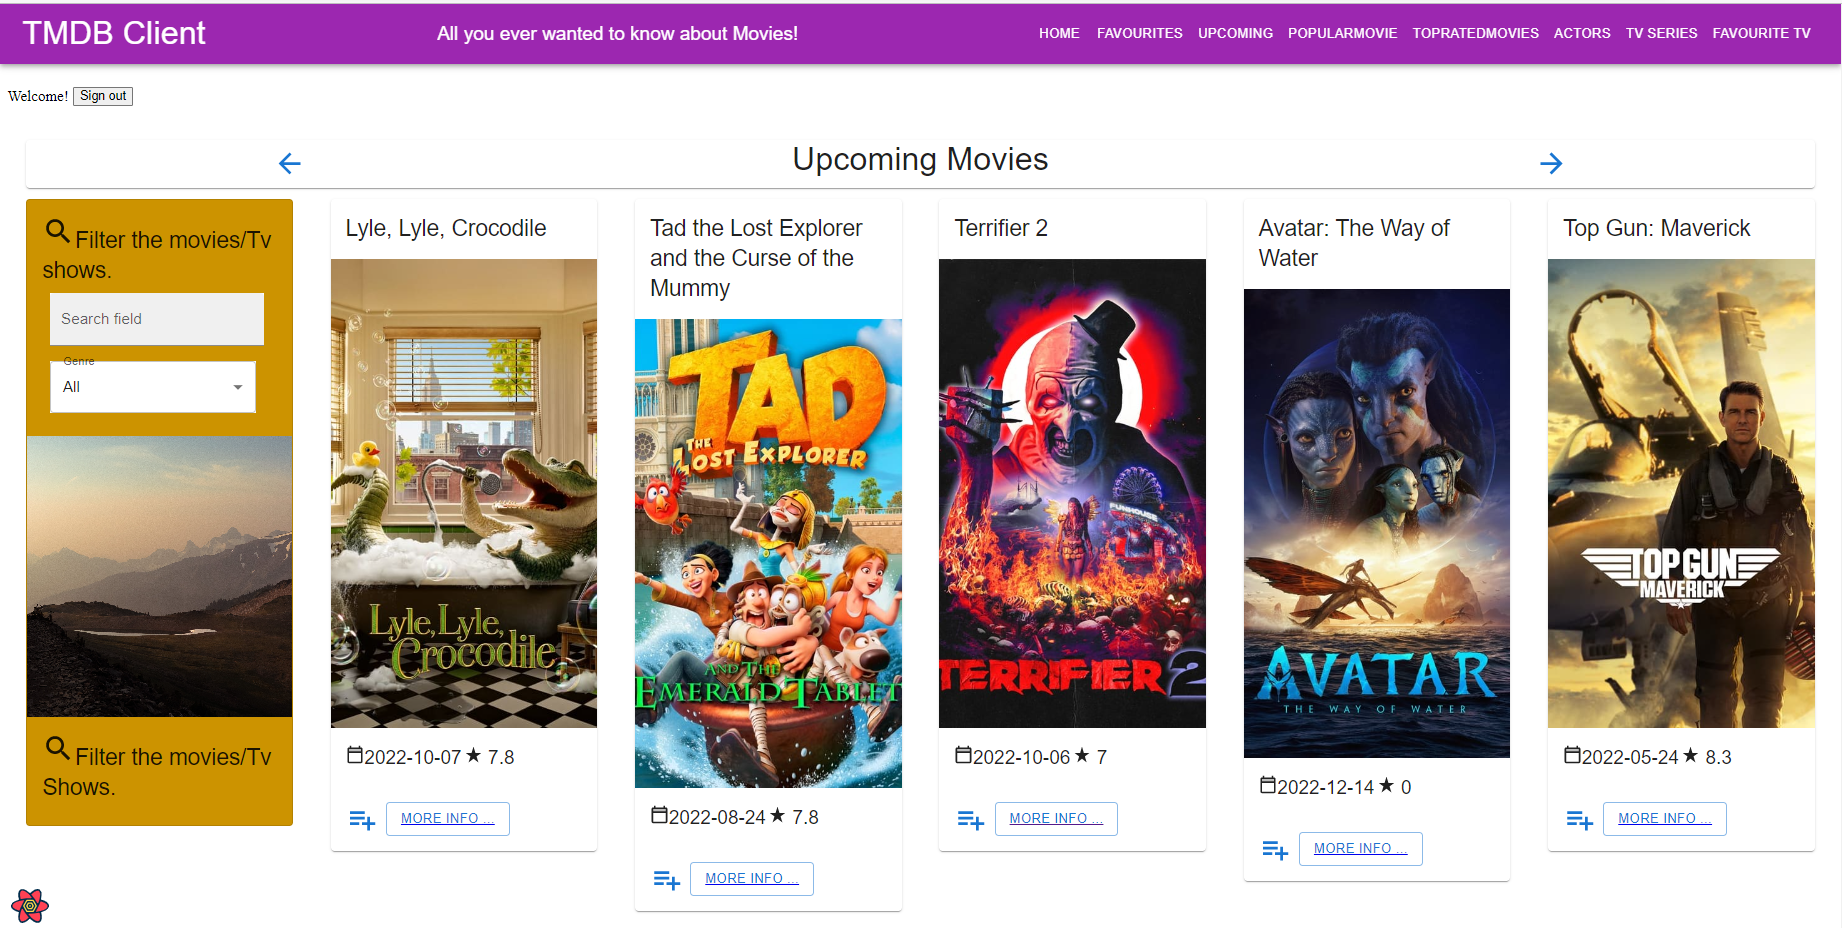 TMDB Client
All you ever wanted to know about Movies!
HOME FAVOURITES UPCOMING POPULARMOVIE TOPRATEDMOVIES ACTORS TV SERIES FAVOURITE TV
Welcome! Sign out
Upcoming Movies
Filter the movies/Tv
shows.
Search field
Genre
All
Filter the movies/Tv
Shows.
Lyle, Lyle, Crocodile
Lyle, Lyle,
Crocodile
2022-10-07 7.8
MORE INFO ...
Tad the Lost Explorer
and the Curse of the
Mummy
TAD
THE
LOST EXPLORER
AND THE
EMERALD TABLET
2022-08-24 7.8
MORE INFO ...
Terrifier 2
FUNHOUSE
TERRIFIER 2
2022-10-06 7
MORE INFO ...
Avatar: The Way of
Water
AVATAR
THE WAY OF WATER
2022-12-14 0
MORE INFO ...
Top Gun: Maverick
TOP GUN
MAVERICK
2022-05-24 8.3
MORE INFO ...